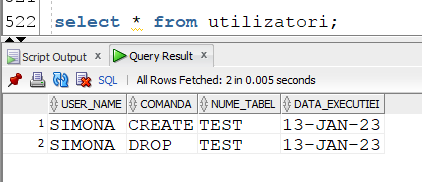 522 select * from utilizatori;
Script Output x Query Result x
SQL | All Rows Fetched: 2 in 0.005 seconds
USER_NAME COMANDA NUME_TABEL DATA_EXECUTIEI
1 SIMONA CREATE TEST 13-JAN-23
2 SIMONA DROP TEST 13-JAN-23